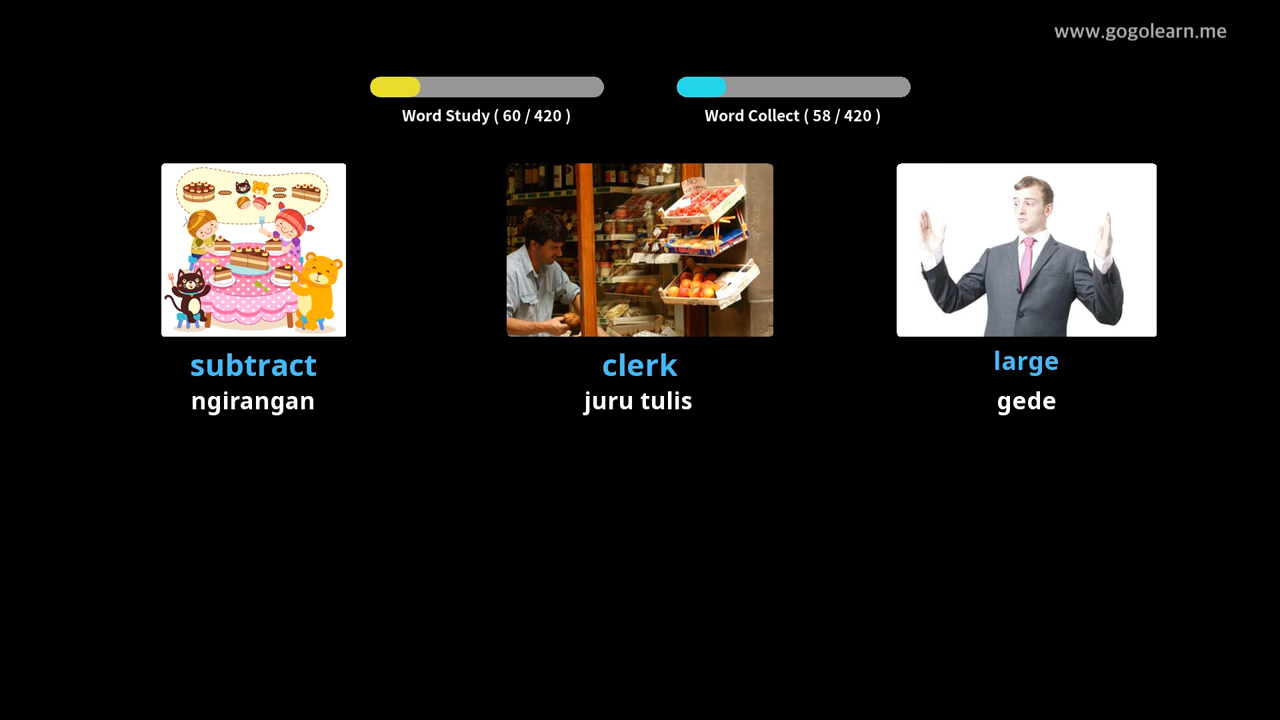 www.gogolearn.me
Word Study ( 60 / 420 )
Word Collect ( 58 / 420 )
subtract
ngirangan
clerk
juru tulis
large
gede